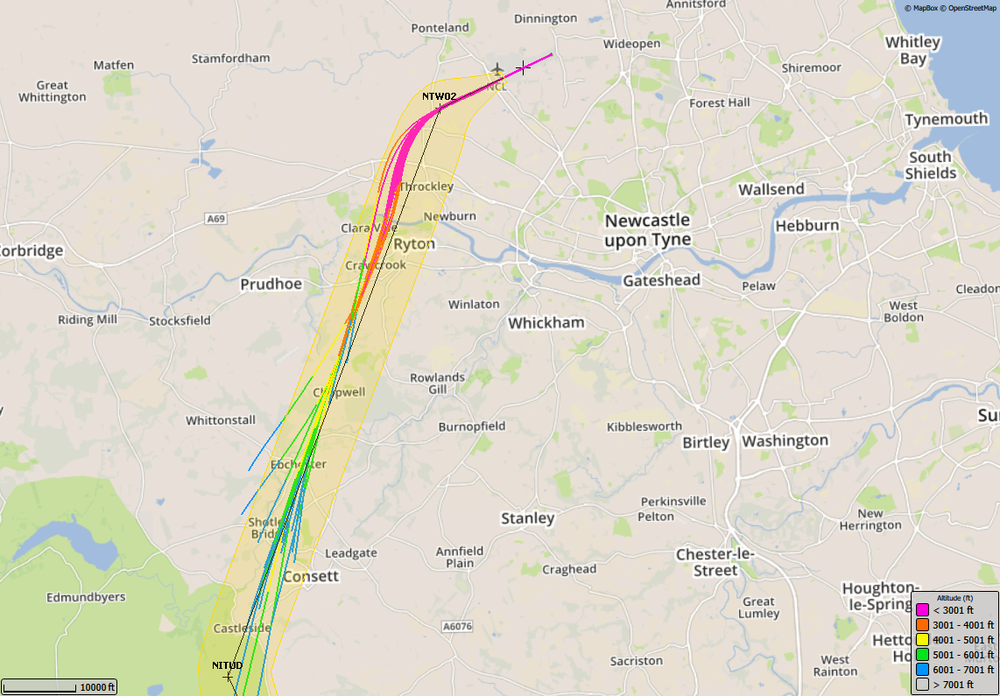 © MapBox © OpenStreetMap
Annitsford
Dinnington
Ponteland
Wideopen
Whitley
Bay
Stamfordham
Matfen
Shiremoor
Great
Whittington
NCL
NTW02
Forest Hall
Tynemouth
South
Shields
Throckley
Wallsend
A69
Newburn
Newcastle
upon Tyne
Hebburn
Clara Vale
Ryton
Crawcrook
Prudhoe
Gateshead
Pelaw
Winlaton
West
Boldon
Riding Mill
Stocksfield
Whickham
Rowlands
Gill
Chopwell
Whittonstall
Burnopfield
Kibblesworth
Birtley
Washington
Ebchester
Perkinsville
Pelton
Stanley
New
Herrington
Leadgate
Annfield
Plain
Craghead
Chester-le-
Street
Consett
Houghton-
le-Spring
Edmundbyers
Great
Lumley
Castleside
A6076
NITUD
Sacriston
West
Rainton
10000 ft
Altitude (ft)
< 3001 ft
3001 - 4001 ft
4001 - 5001 ft
5001 - 6001 ft
6001 - 7001 ft
> 7001 ft